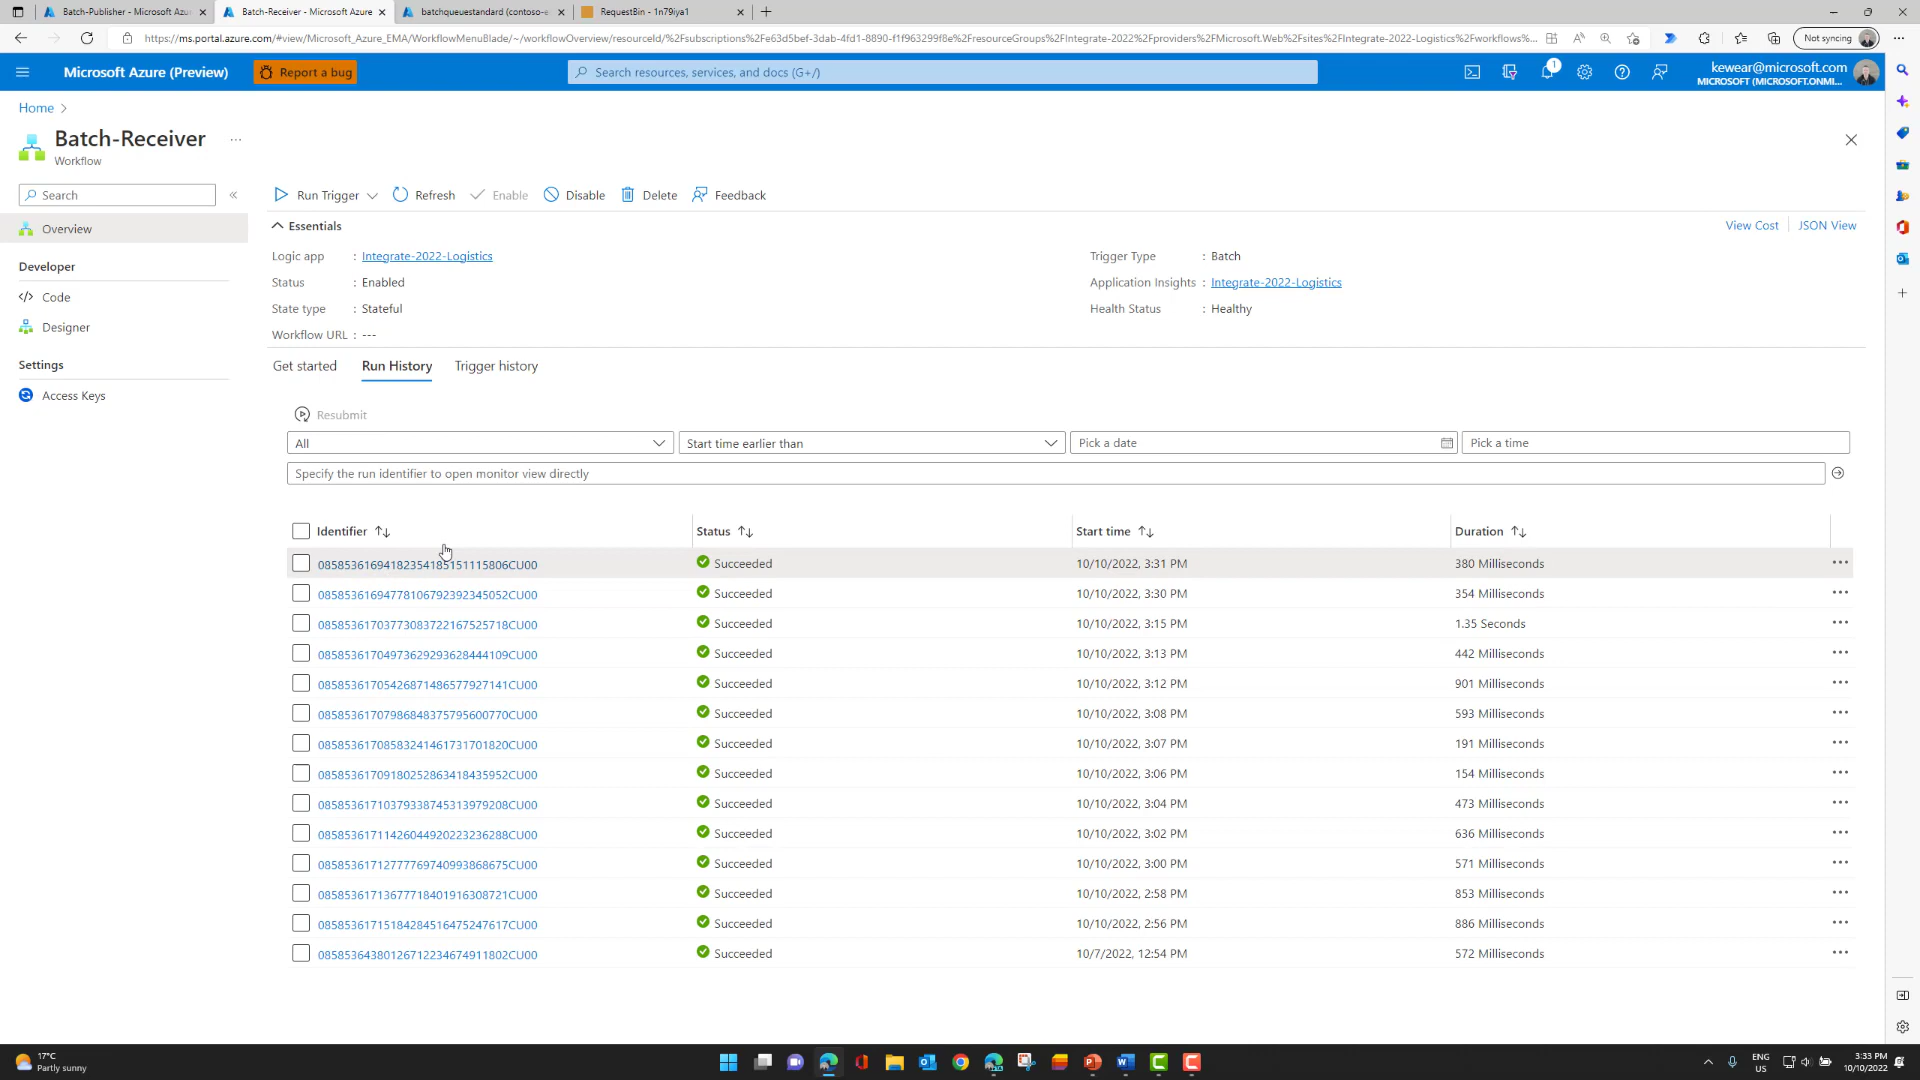 Batch-Publisher - Microsoft Azu
Batch-Receiver - Microsoft Azure
batchqueuestandard (contoso-e
RequestBin - 1n79iya1
https://ms.portal.azure.com/#view/Microsoft_Azure_EMA/WorkflowMenuBlade/~/workflowOverview/resourceId/%2Fsubscriptions%2Fe63d5bef-3dab-4fd1-8890-f1f963299f8e%2FresourceGroups%2FIntegrate-2022%2Fproviders%2FMicrosoft.Web%2Fsites%2FIntegrate-2022-Logistics%2Fworkflows%...
Not syncing
Microsoft Azure (Preview)
Report a bug
Search resources, services, and docs (G+/)
1
kewear@microsoft.com
MICROSOFT (MICROSOFT.ONMI...
Home
Batch-Receiver
Workflow
Search
Overview
Developer
Code
Designer
Settings
Access Keys
Run Trigger
Refresh
Enable
Disable
Delete
Feedback
Essentials
View Cost
JSON View
Logic app : Integrate-2022-Logistics
Trigger Type : Batch
Status : Enabled
Application Insights : Integrate-2022-Logistics
State type : Stateful
Health Status : Healthy
Workflow URL : ---
Get started
Run History
Trigger history
Resubmit
All
Start time earlier than
Pick a date
Pick a time
Specify the run identifier to open monitor view directly
Identifier Status Start time Duration
08585361694182354185151115806CU00 Succeeded 10/10/2022, 3:31 PM 380 Milliseconds
08585361694778106792392345052CU00 Succeeded 10/10/2022, 3:30 PM 354 Milliseconds
08585361703773083722167525718CU00 Succeeded 10/10/2022, 3:15 PM 1.35 Seconds
08585361704973629293628444109CU00 Succeeded 10/10/2022, 3:13 PM 442 Milliseconds
08585361705426871486577927141CU00 Succeeded 10/10/2022, 3:12 PM 901 Milliseconds
08585361707986848375795600770CU00 Succeeded 10/10/2022, 3:08 PM 593 Milliseconds
08585361708583241461731701820CU00 Succeeded 10/10/2022, 3:07 PM 191 Milliseconds
08585361709180252863418435952CU00 Succeeded 10/10/2022, 3:06 PM 154 Milliseconds
08585361710379338745313979208CU00 Succeeded 10/10/2022, 3:04 PM 473 Milliseconds
08585361711426044920223236288CU00 Succeeded 10/10/2022, 3:02 PM 636 Milliseconds
08585361712777769740993868675CU00 Succeeded 10/10/2022, 3:00 PM 571 Milliseconds
08585361713677718401916308721CU00 Succeeded 10/10/2022, 2:58 PM 853 Milliseconds
08585361715184284516475247617CU00 Succeeded 10/10/2022, 2:56 PM 886 Milliseconds
08585364380126712234674911802CU00 Succeeded 10/7/2022, 12:54 PM 572 Milliseconds
17°C
Partly sunny
ENG
US
3:33 PM
10/10/2022